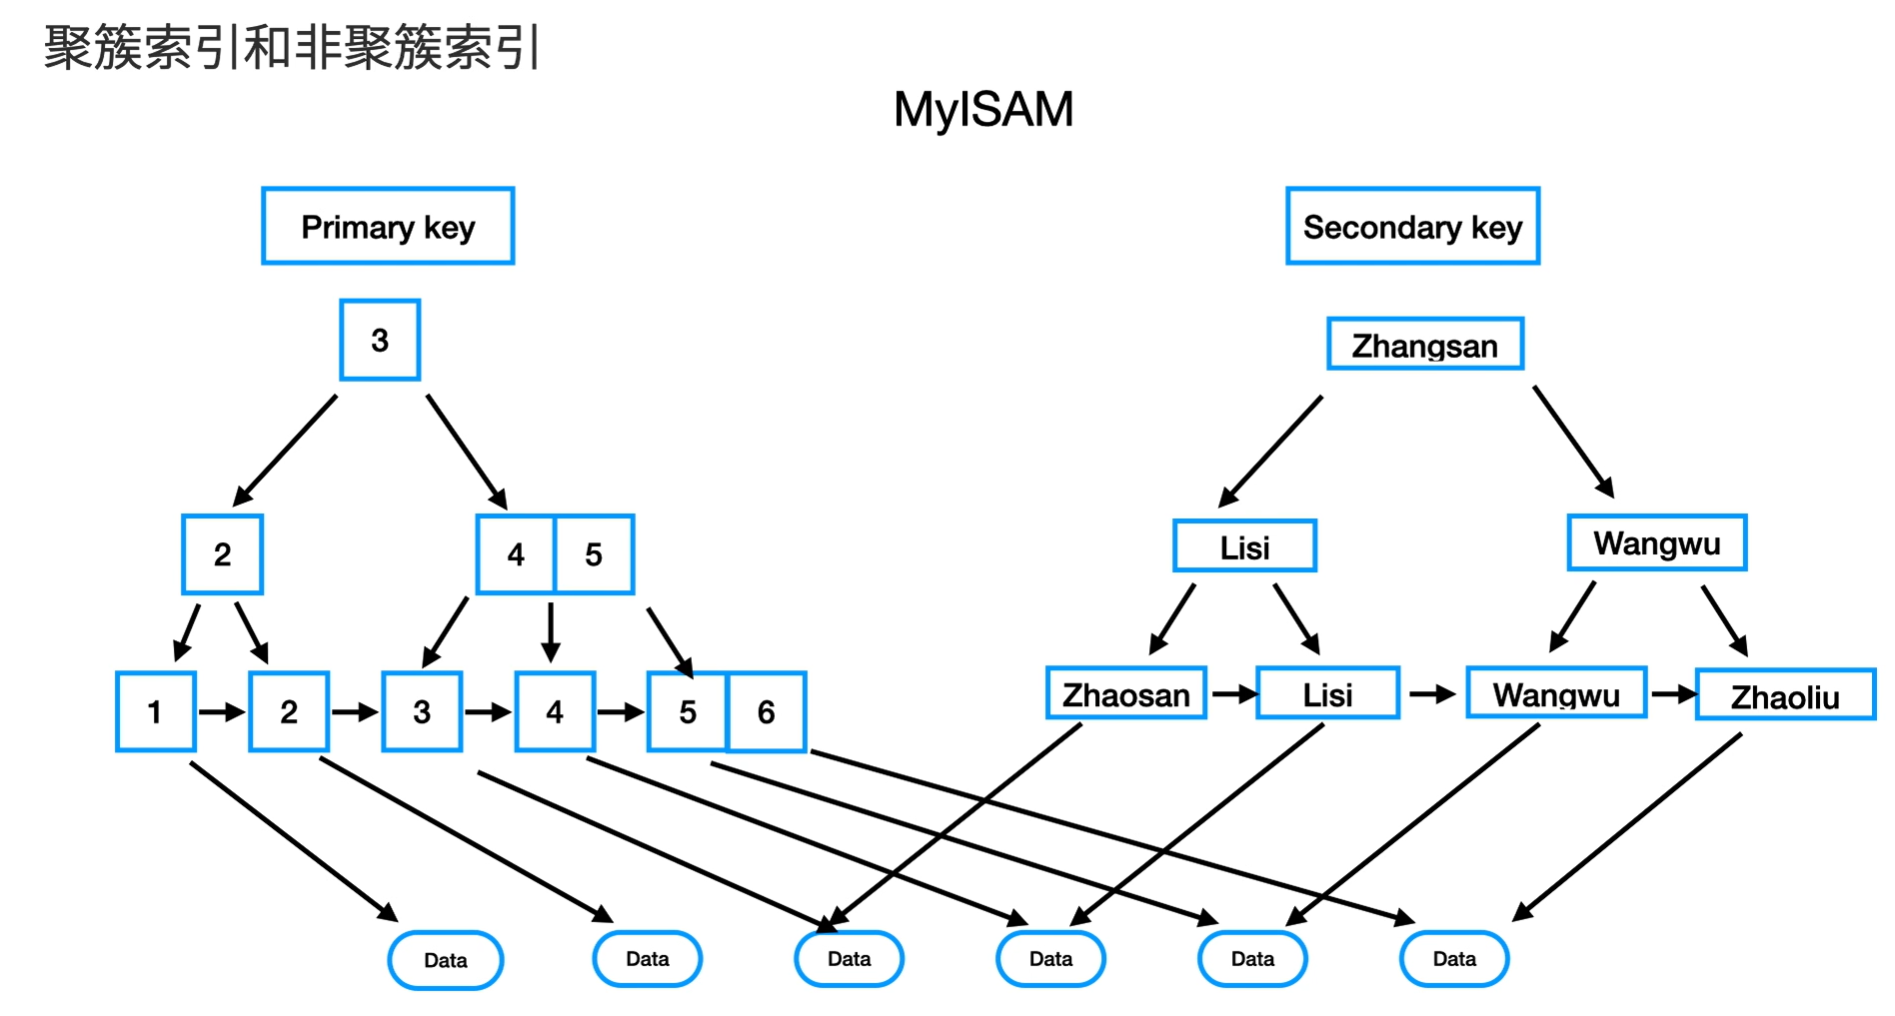 聚簇索引和非聚簇索引
MyISAM
Primary key
Secondary key
3
Zhangsan
2
4 5
Lisi
Wangwu
1 2 3 4 5 6
Zhaosan Lisi Wangwu Zhaoliu
Data Data Data Data Data Data